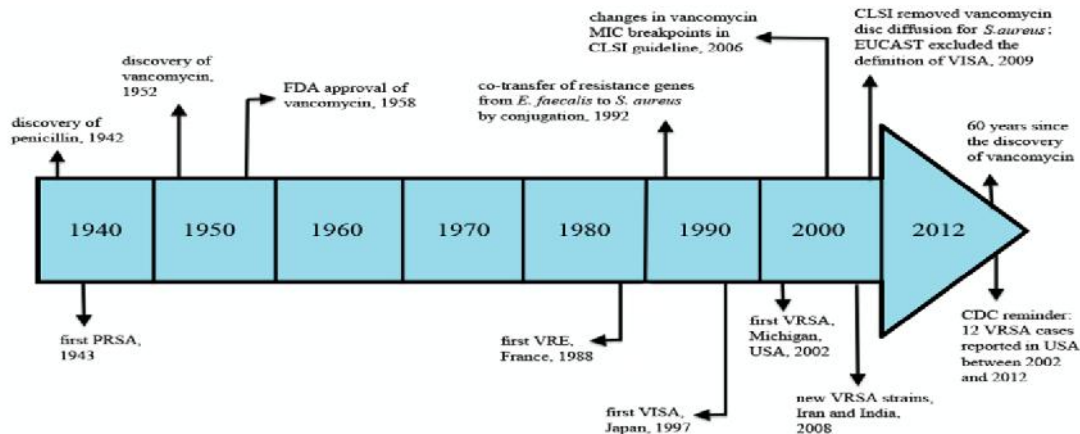 changes in vancomycin
MIC breakpoints in
CLSI guideline, 2006
CLSI removed vancomycin
disc diffusion for S.aureus;
EUCAST excluded the
definition of VISA, 2009
discovery of
vancomycin,
1952
FDA approval of
vancomycin, 1958
co-transfer of resistance genes
from E. faecalis to S. aureus
by conjugation, 1992
discovery of
penicillin, 1942
60 years since
the discovery
of vancomycin
1940
1950
1960
1970
1980
1990
2000
2012
first PRSA,
1943
first VRE,
France, 1988
first VISA,
Japan, 1997
first VRSA,
Michigan,
USA, 2002
new VRSA strains,
Iran and India,
2008
CDC reminder:
12 VRSA cases
reported in USA
between 2002
and 2012